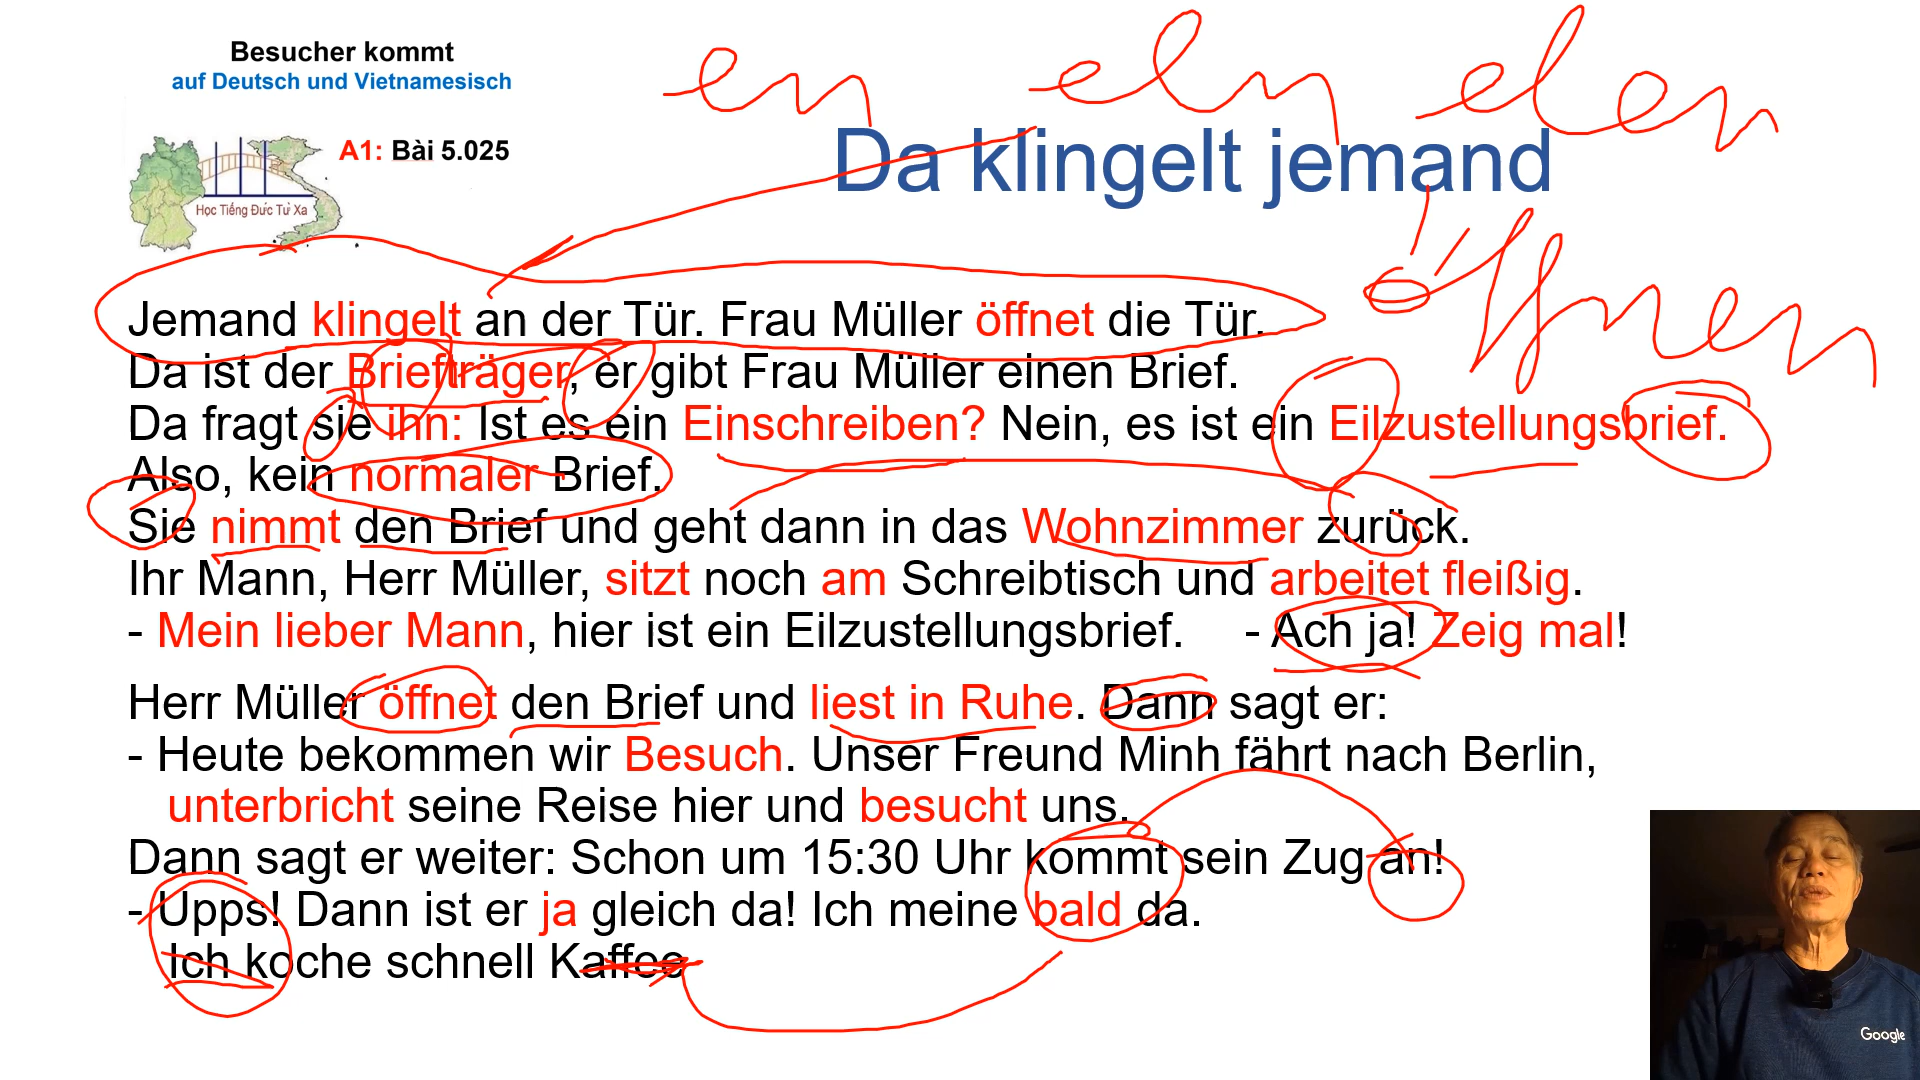 Besucher kommt
auf Deutsch und Vietnamesisch
en eln den
A1: Bài 5.025
Học Tiếng Đức Từ Xa
Da klingelt jemand
öffnen
Jemand klingelt an der Tür. Frau Müller öffnet die Tür.
Da ist der Briefträger, er gibt Frau Müller einen Brief.
Da fragt sie ihn: Ist es ein Einschreiben? Nein, es ist ein Eilzustellungsbrief.
Also, kein normaler Brief.
Sie nimmt den Brief und geht dann in das Wohnzimmer zurück.
Ihr Mann, Herr Müller, sitzt noch am Schreibtisch und arbeitet fleißig.
- Mein lieber Mann, hier ist ein Eilzustellungsbrief. - Ach ja! Zeig mal!
Herr Müller öffnet den Brief und liest in Ruhe. Dann sagt er:
- Heute bekommen wir Besuch. Unser Freund Minh fährt nach Berlin,
unterbricht seine Reise hier und besucht uns.
Dann sagt er weiter: Schon um 15:30 Uhr kommt sein Zug an!
- Upps! Dann ist er ja gleich da! Ich meine bald da.
Ich koche schnell Kaffee
Google